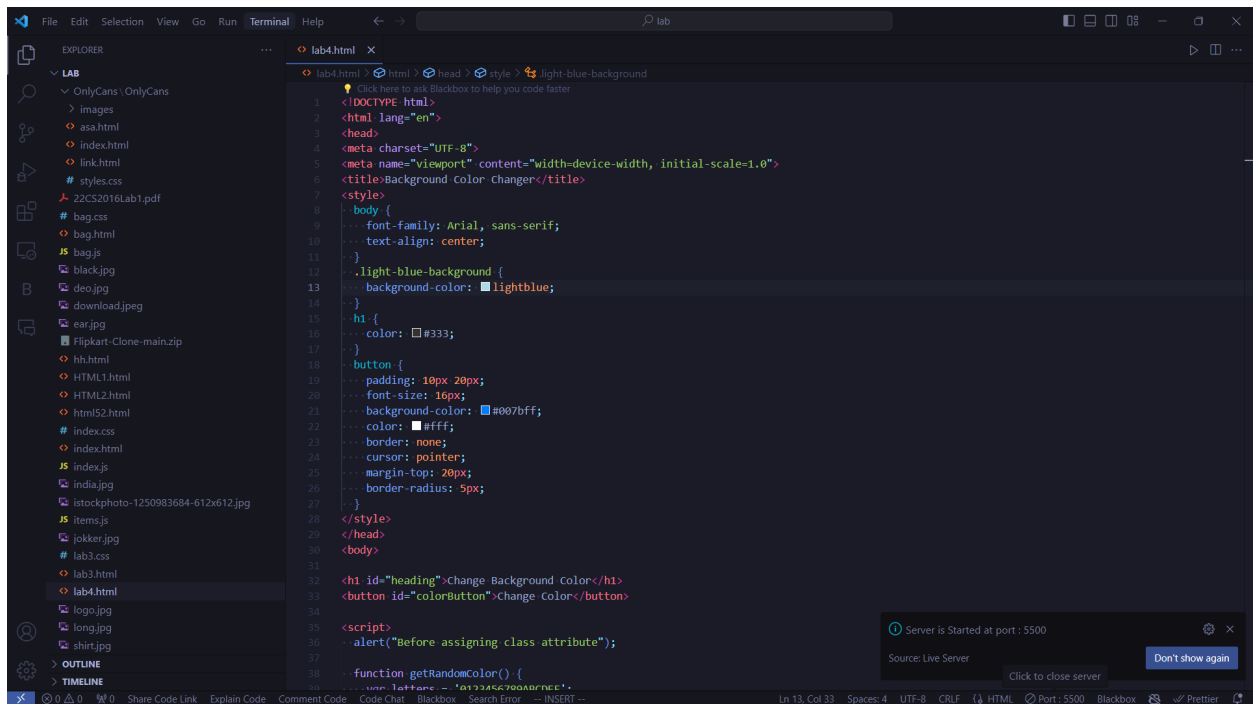 File Edit Selection View Go Run Terminal Help
lab
EXPLORER
LAB
OnlyCans \ OnlyCans
images
asa.html
index.html
link.html
# styles.css
22CS2016Lab1.pdf
# bag.css
bag.html
JS bag.js
black.jpg
deo.jpg
download.jpeg
ear.jpg
Flipkart-Clone-main.zip
hh.html
HTML1.html
HTML2.html
html52.html
# index.css
index.html
JS index.js
india.jpg
istockphoto-1250983684-612x612.jpg
JS items.js
jokker.jpg
# lab3.css
lab3.html
lab4.html
logo.jpg
long.jpg
shirt.jpg
OUTLINE
TIMELINE
lab4.html
lab4.html > html > head > style > .light-blue-background
Click here to ask Blackbox to help you code faster
1 <!DOCTYPE html>
2 <html lang="en">
3 <head>
4 <meta charset="UTF-8">
5 <meta name="viewport" content="width=device-width, initial-scale=1.0">
6 <title>Background Color Changer</title>
7 <style>
8 body {
9 font-family: Arial, sans-serif;
10 text-align: center;
11 }
12 .light-blue-background {
13 background-color: lightblue;
14 }
15 h1 {
16 color: #333;
17 }
18 button {
19 padding: 10px 20px;
20 font-size: 16px;
21 background-color: #007bff;
22 color: #fff;
23 border: none;
24 cursor: pointer;
25 margin-top: 20px;
26 border-radius: 5px;
27 }
28 </style>
29 </head>
30 <body>
31
32 <h1 id="heading">Change Background Color</h1>
33 <button id="colorButton">Change Color</button>
34
35 <script>
36 alert("Before assigning class attribute");
37
38 function getRandomColor() {
39 var letters = '0123456789ABCDEF';
Server is Started at port : 5500
Source: Live Server
Don't show again
Click to close server
0 0 0 Share Code Link Explain Code Comment Code Code Chat Blackbox Search Error -- INSERT -- Ln 13, Col 33 Spaces: 4 UTF-8 CRLF HTML Port : 5500 Blackbox Prettier